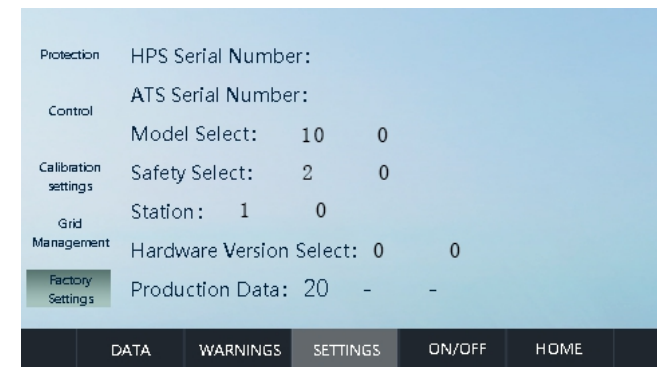 Protection
Control
Calibration
settings
Grid
Management
Factory
Settings
HPS Serial Number:
ATS Serial Number:
Model Select: 10 0
Safety Select: 2 0
Station: 1 0
Hardware Version Select: 0 0
Production Data: 20 - -
DATA WARNINGS SETTINGS ON/OFF HOME